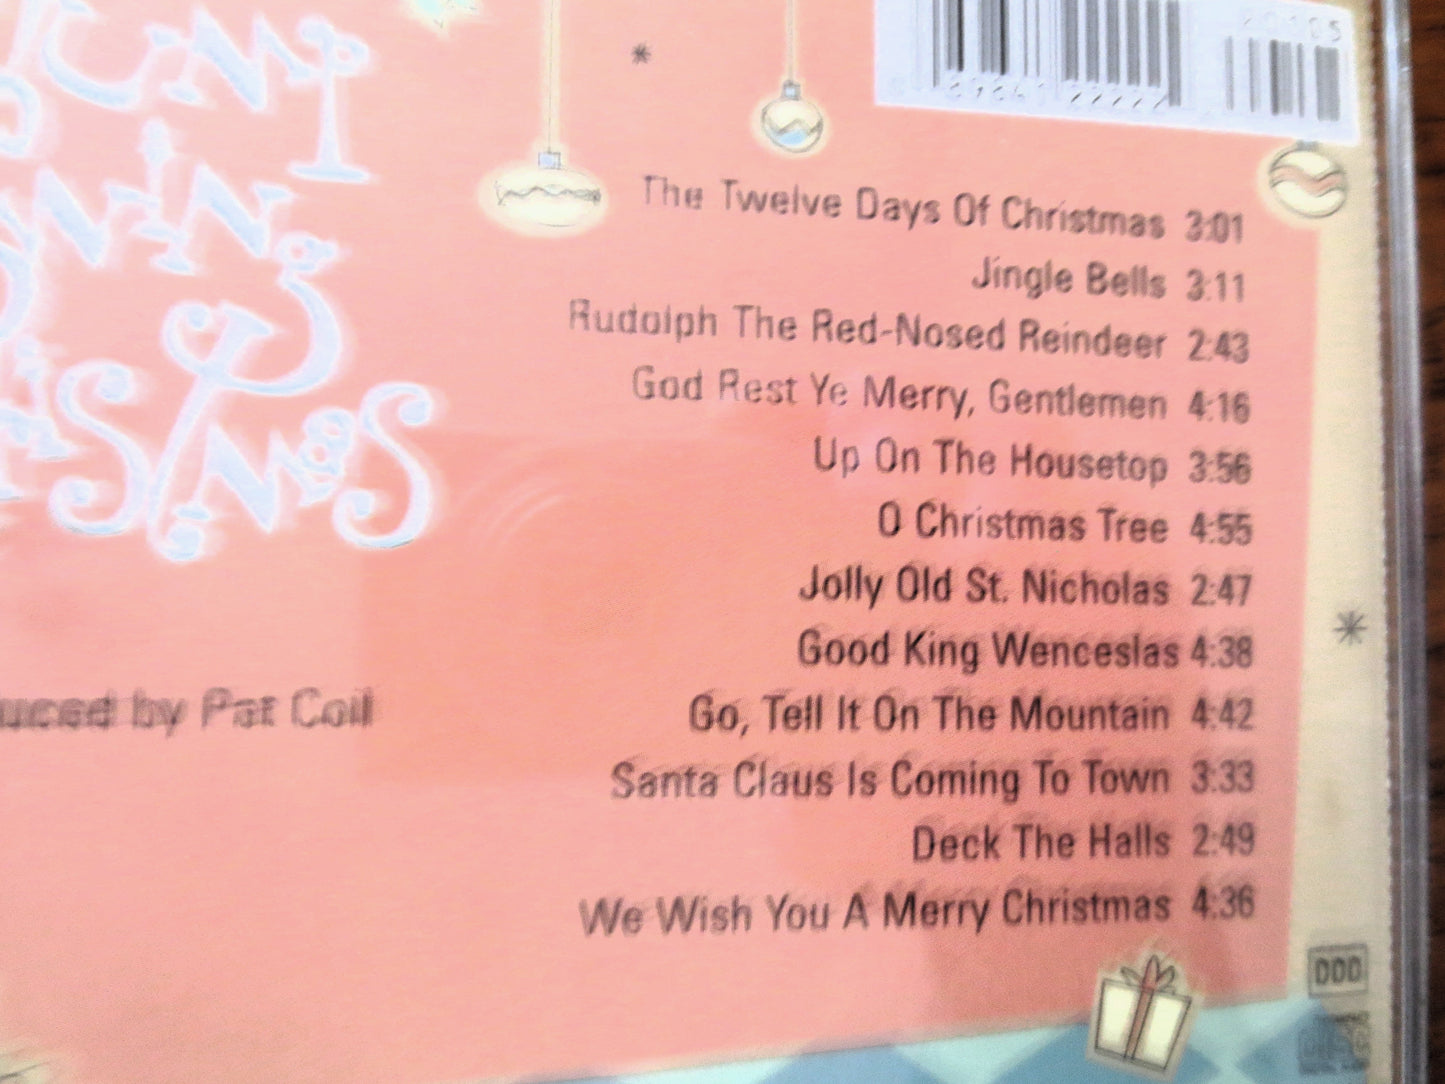 The Twelve Days Of Christmas 3:01
Jingle Bells 3:11
Rudolph The Red-Nosed Reindeer 2:43
God Rest Ye Merry, Gentlemen 4:16
Up On The Housetop 3:56
O Christmas Tree 4:55
Jolly Old St. Nicholas 2:47
Good King Wenceslas 4:38
Go, Tell It On The Mountain 4:42
Santa Claus Is Coming To Town 3:33
Deck The Halls 2:49
We Wish You A Merry Christmas 4:36
by Pat Coil
DDD